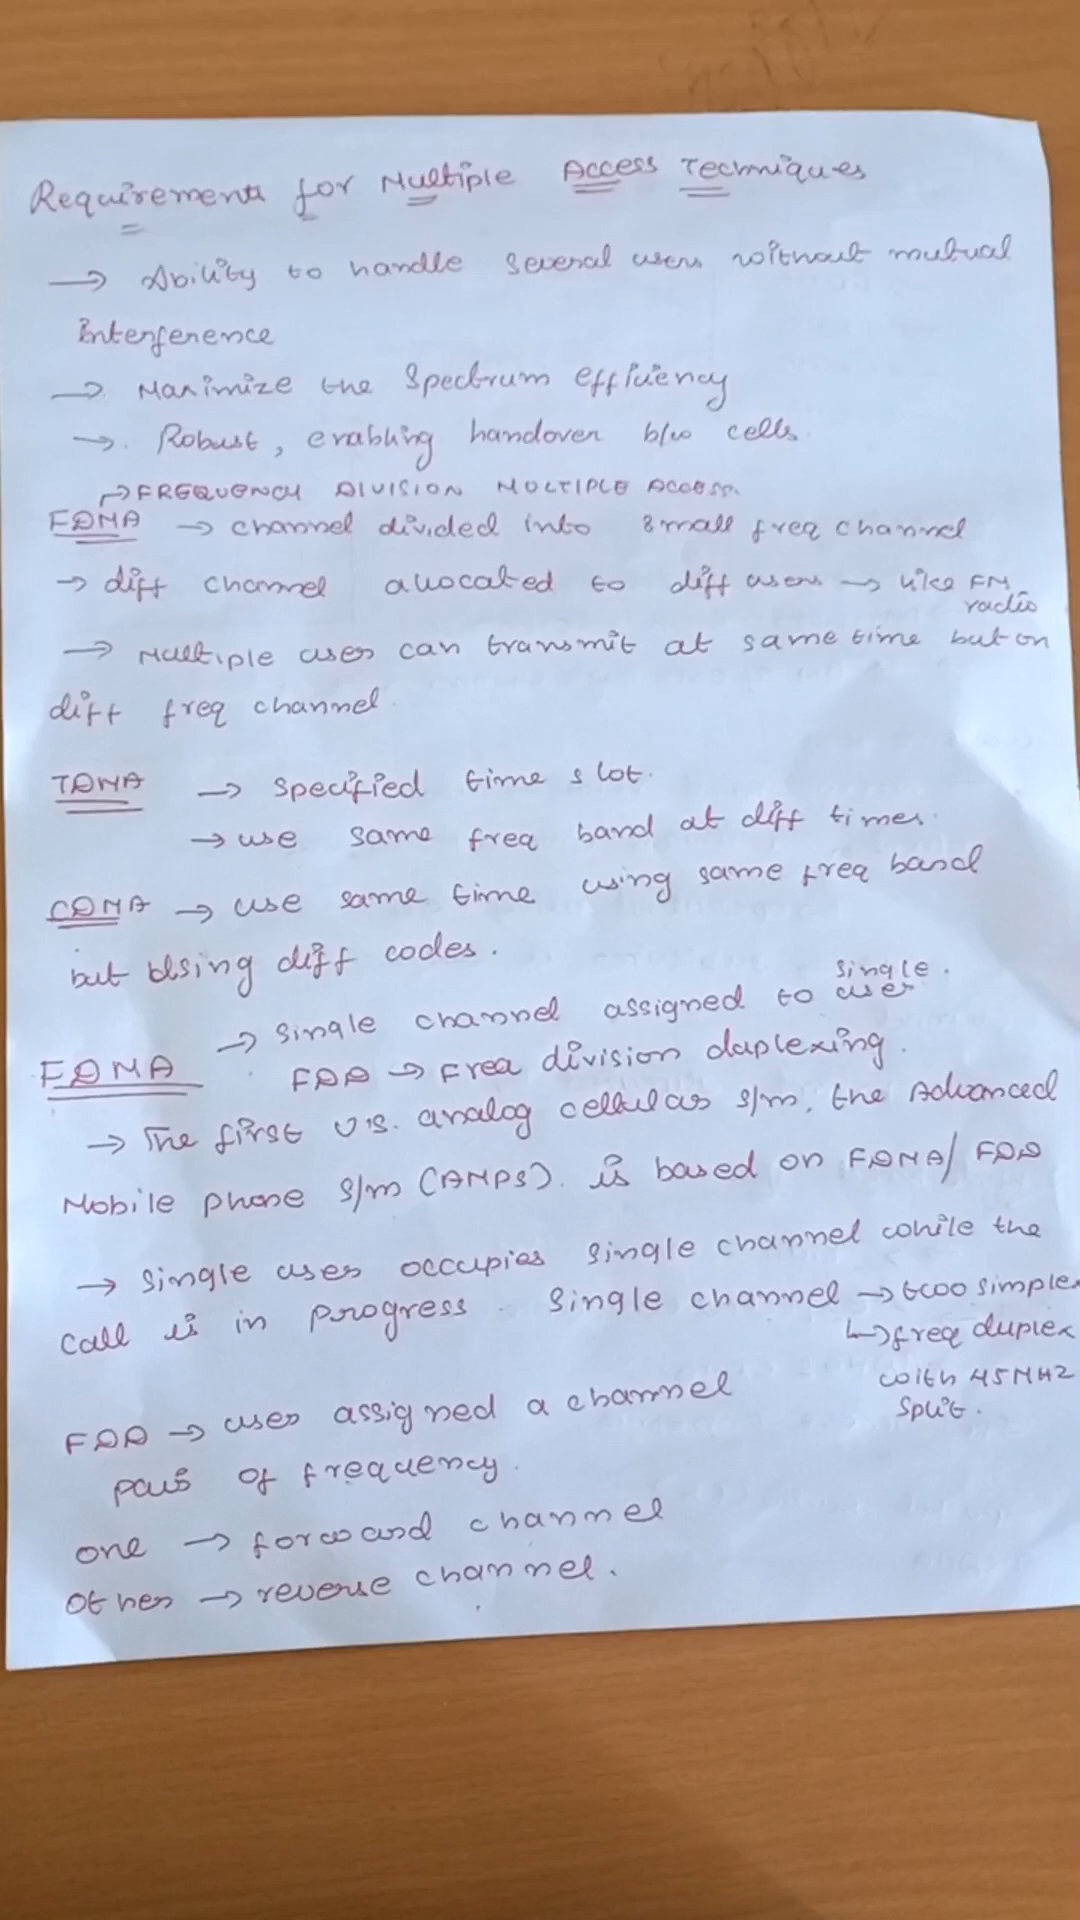 Requirements for Multiple Access Techniques
→ Ability to handle several users without mutual
interference
→ Maximize the Spectrum efficiency
→ Robust, enabling handover b/w cells.
→ FREQUENCY DIVISION MULTIPLE ACCESS.
FDMA → channel divided into small freq channel
→ diff channel allocated to diff users → like FM
radio
→ Multiple user can transmit at same time but on
diff freq channel.
TDMA → specified time slot.
→ use same freq band at diff times.
CDMA → use same time using same freq band
but using diff codes.
single.
→ single channel assigned to user
FDMA
FDD → Freq division duplexing.
→ The first U.S. analog cellular s/m, the Advanced
Mobile phone s/m (AMPS). is based on FDMA/FDD
→ single user occupies single channel while the
call is in progress. single channel → two simplex
↳ freq duplex
with 45MHz
split.
FDD → user assigned a channel
pair of frequency.
one → forward channel
other → reverse channel.